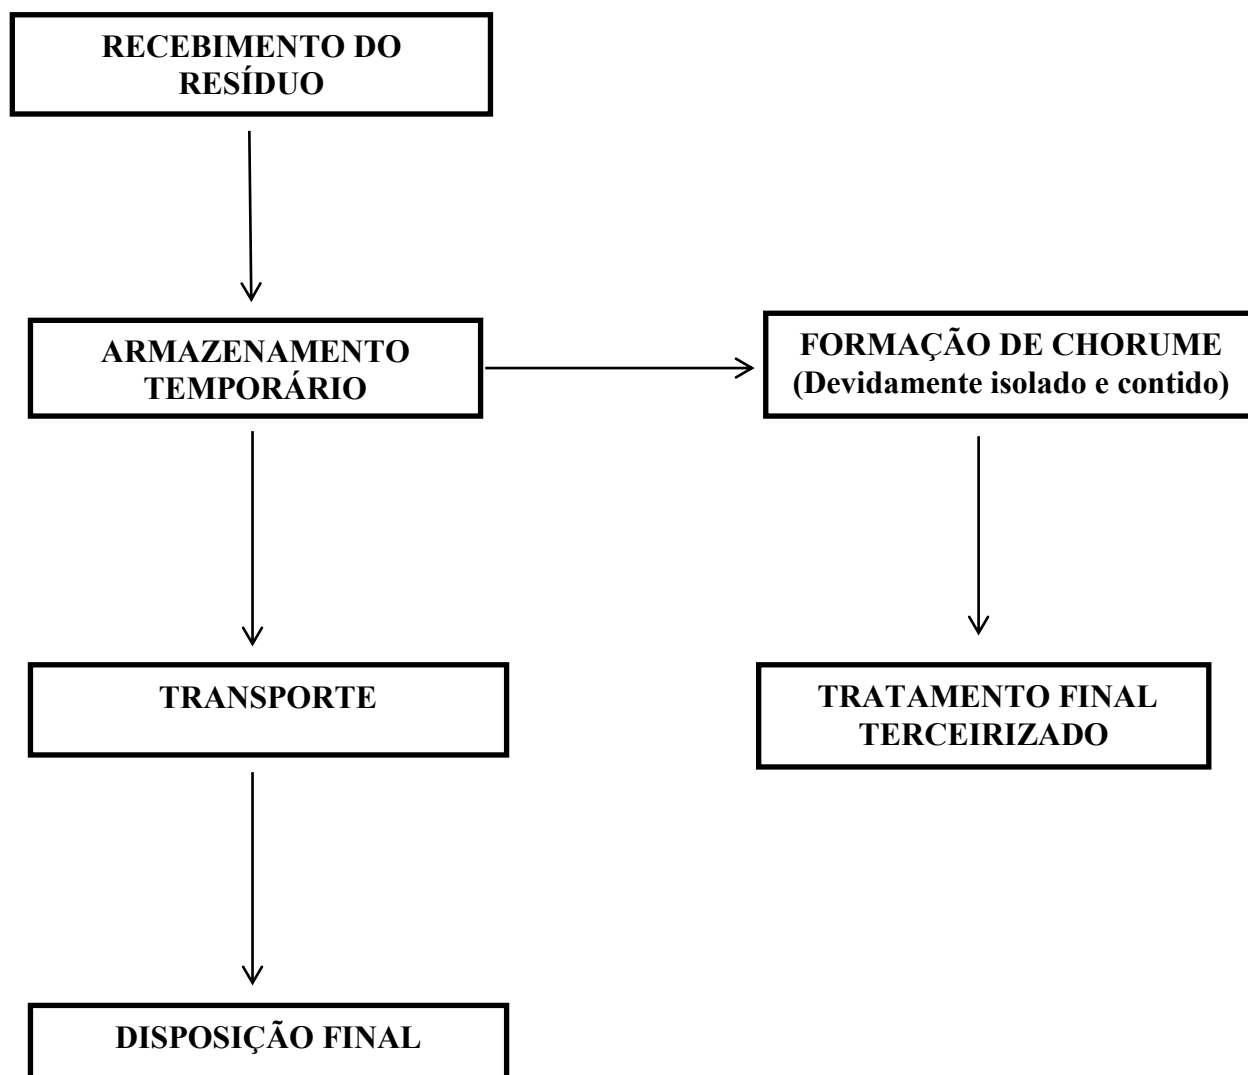 RECEBIMENTO DO
RESÍDUO
ARMAZENAMENTO
TEMPORÁRIO
FORMAÇÃO DE CHORUME
(Devidamente isolado e contido)
TRANSPORTE
TRATAMENTO FINAL
TERCEIRIZADO
DISPOSIÇÃO FINAL